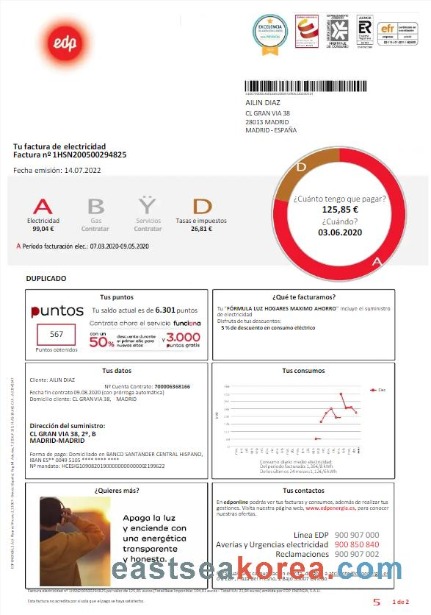 edp
EXCELENCIA
AILIN DIAZ
CL GRAN VIA 38
28013 MADRID
MADRID - ESPAÑA
Tu factura de electricidad
Factura nº 1HSN200500294825
Fecha emisión: 14.07.2022
A
Electricidad
99,04 €
B
Gas
Contratar
Ÿ
Servicios
Contratar
D
Tasas e impuestos
26,81 €
A Periodo facturación elec.: 07.03.2020-09.05.2020
D
¿Cuánto tengo que pagar?
125,85 €
¿Cuándo?
03.06.2020
A
DUPLICADO
Tus puntos
puntos
Tu saldo actual es de 6.301 puntos
Contrata ahora el servicio funciona
567
Puntos obtenidos
con un
50%
descuento durante
el primer año para
nuevos altas
y 3.000
puntos gratis
¿Qué te facturamos?
Tu "FÓRMULA LUZ HOGARES MAXIMO AHORRO" incluye el suministro
de electricidad
Disfruta de tus descuentos:
5 % de descuento en consumo eléctrico
Tus datos
Cliente: AILIN DIAZ
Nº Cuenta Contrato: 700006368166
Fecha fin contrato 09.08.2020 (con prórroga automática)
Domicilio cliente: CL GRAN VIA 38, MADRID
Dirección del suministro:
CL GRAN VIA 38, 2º, B
MADRID-MADRID
Forma de pago: Domiciliado en BANCO SANTANDER CENTRAL HISPANO,
Tus consumos
Consumo diario medio electricidad
¿Quieres más?
Apaga la luz
y enciende con
una energética
transparente
y honesta.
Tus contactos
En edponline podrás ver tus facturas y consumos, además de realizar tus
gestiones. Visita nuestra página web, www.edpenergia.es, para conocer
nuestras ofertas.
Línea EDP 900 907 000
Averías y Urgencias electricidad 900 850 840
Reclamaciones 900 907 002
eastseakorea.com
5 1 de 2